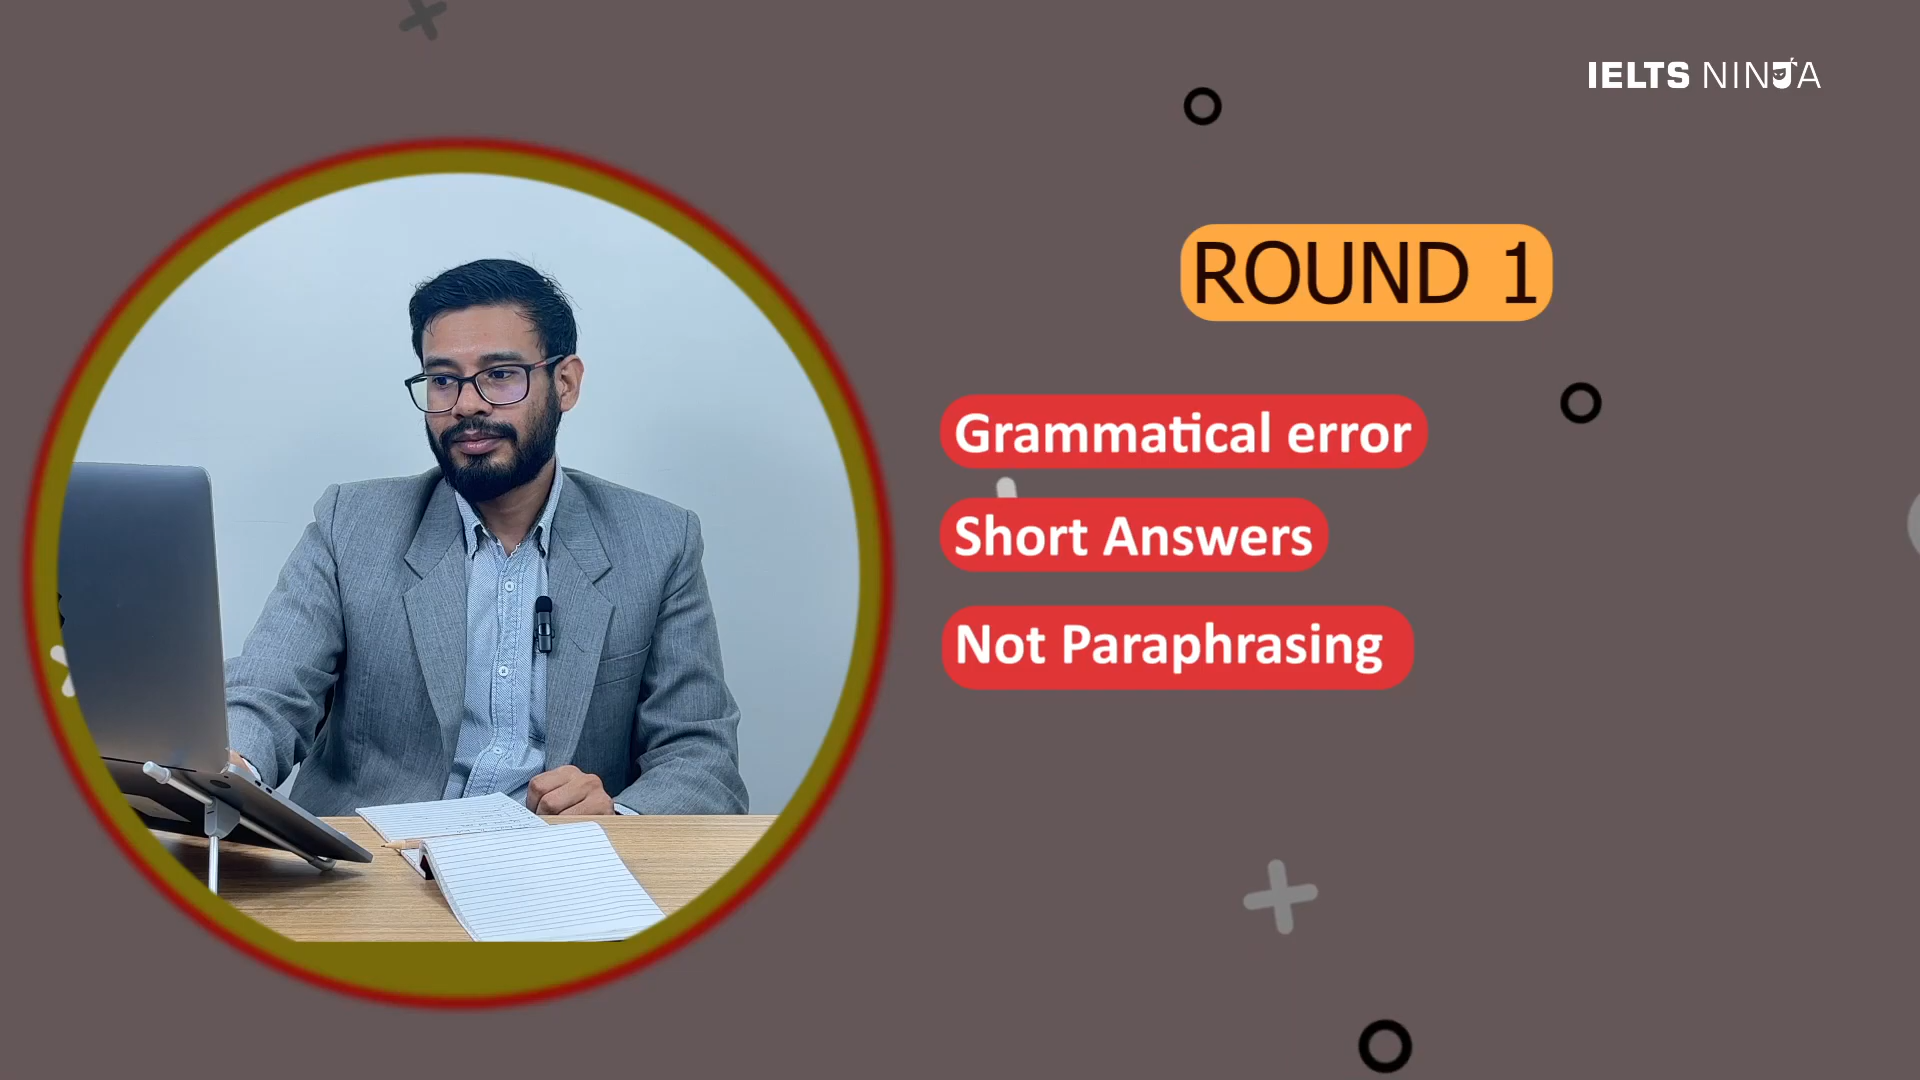 IELTS NINJA
ROUND 1
Grammatical error
Short Answers
Not Paraphrasing